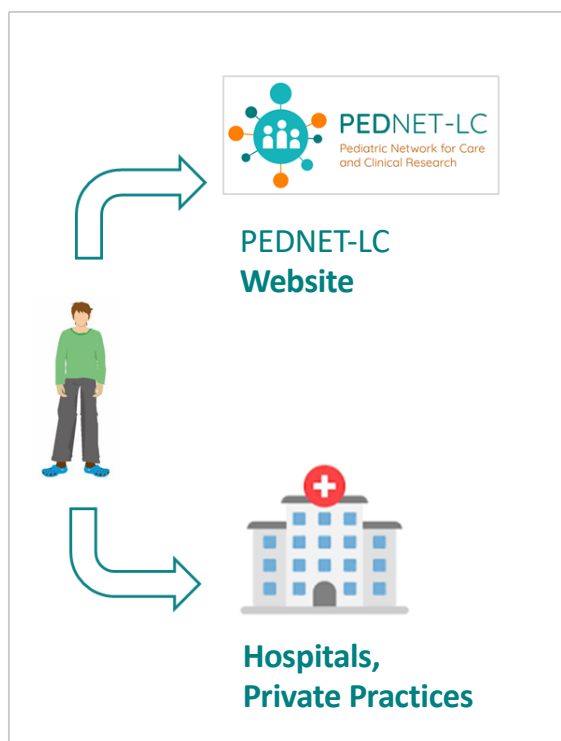 PEDNET-LC
Pediatric Network for Care
and Clinical Research
PEDNET-LC
Website
Hospitals,
Private Practices